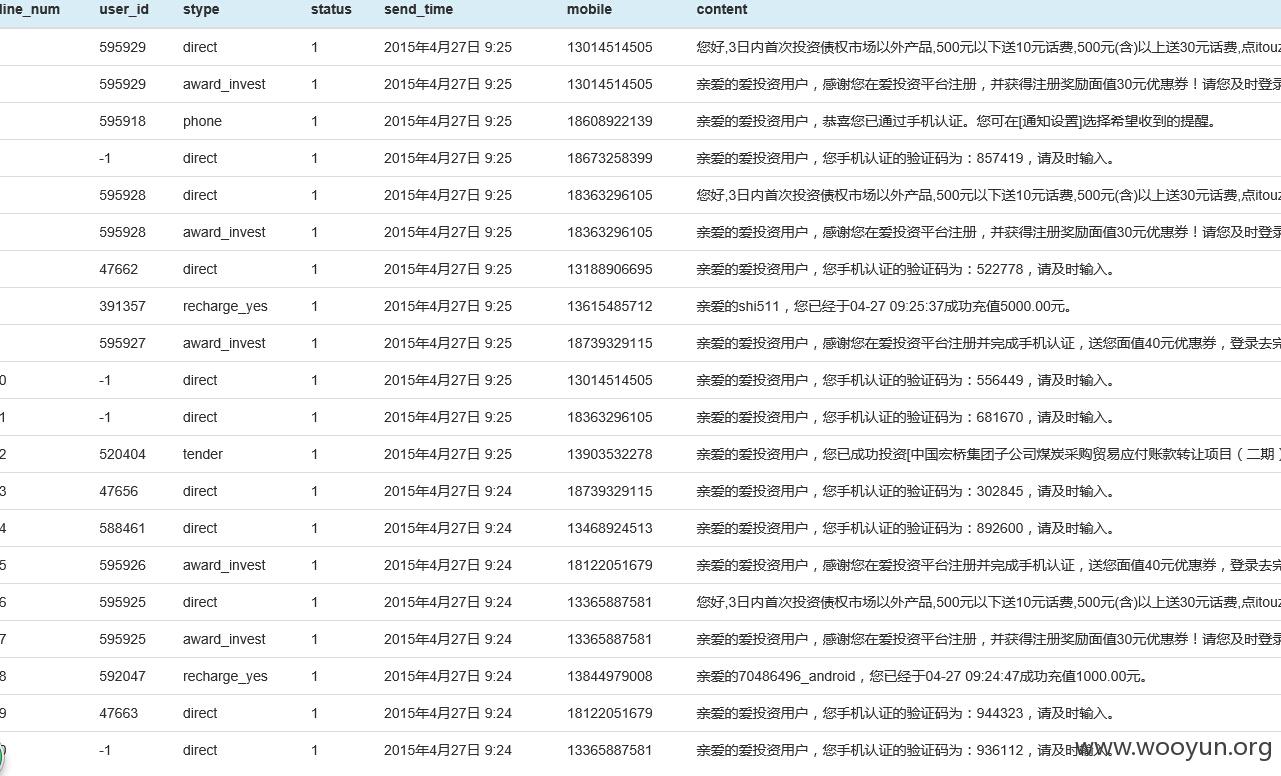 line_num user_id stype status send_time mobile content
595929 direct 1 2015年4月27日 9:25 13014514505 您好,3日内首次投资债权市场以外产品,500元以下送10元话费,500元(含)以上送30元话费,点itouz
595929 award_invest 1 2015年4月27日 9:25 13014514505 亲爱的爱投资用户，感谢您在爱投资平台注册，并获得注册奖励面值30元优惠券！请您及时登录
595918 phone 1 2015年4月27日 9:25 18608922139 亲爱的爱投资用户，恭喜您已通过手机认证。您可在[通知设置]选择希望收到的提醒。
-1 direct 1 2015年4月27日 9:25 18673258399 亲爱的爱投资用户，您手机认证的验证码为：857419，请及时输入。
595928 direct 1 2015年4月27日 9:25 18363296105 您好,3日内首次投资债权市场以外产品,500元以下送10元话费,500元(含)以上送30元话费,点itouz
595928 award_invest 1 2015年4月27日 9:25 18363296105 亲爱的爱投资用户，感谢您在爱投资平台注册，并获得注册奖励面值30元优惠券！请您及时登录
47662 direct 1 2015年4月27日 9:25 13188906695 亲爱的爱投资用户，您手机认证的验证码为：522778，请及时输入。
391357 recharge_yes 1 2015年4月27日 9:25 13615485712 亲爱的shi511，您已经于04-27 09:25:37成功充值5000.00元。
595927 award_invest 1 2015年4月27日 9:25 18739329115 亲爱的爱投资用户，感谢您在爱投资平台注册并完成手机认证，送您面值40元优惠券，登录去完
0 -1 direct 1 2015年4月27日 9:25 13014514505 亲爱的爱投资用户，您手机认证的验证码为：556449，请及时输入。
1 -1 direct 1 2015年4月27日 9:25 18363296105 亲爱的爱投资用户，您手机认证的验证码为：681670，请及时输入。
2 520404 tender 1 2015年4月27日 9:25 13903532278 亲爱的爱投资用户，您已成功投资[中国宏桥集团子公司煤炭采购贸易应付账款转让项目（二期）
3 47656 direct 1 2015年4月27日 9:24 18739329115 亲爱的爱投资用户，您手机认证的验证码为：302845，请及时输入。
4 588461 direct 1 2015年4月27日 9:24 13468924513 亲爱的爱投资用户，您手机认证的验证码为：892600，请及时输入。
5 595926 award_invest 1 2015年4月27日 9:24 18122051679 亲爱的爱投资用户，感谢您在爱投资平台注册并完成手机认证，送您面值40元优惠券，登录去完
6 595925 direct 1 2015年4月27日 9:24 13365887581 您好,3日内首次投资债权市场以外产品,500元以下送10元话费,500元(含)以上送30元话费,点itouz
7 595925 award_invest 1 2015年4月27日 9:24 13365887581 亲爱的爱投资用户，感谢您在爱投资平台注册，并获得注册奖励面值30元优惠券！请您及时登录
8 592047 recharge_yes 1 2015年4月27日 9:24 13844979008 亲爱的70486496_android，您已经于04-27 09:24:47成功充值1000.00元。
9 47663 direct 1 2015年4月27日 9:24 18122051679 亲爱的爱投资用户，您手机认证的验证码为：944323，请及时输入。
-1 direct 1 2015年4月27日 9:24 13365887581 亲爱的爱投资用户，您手机认证的验证码为：936112，请及时输入。
www.wooyun.org